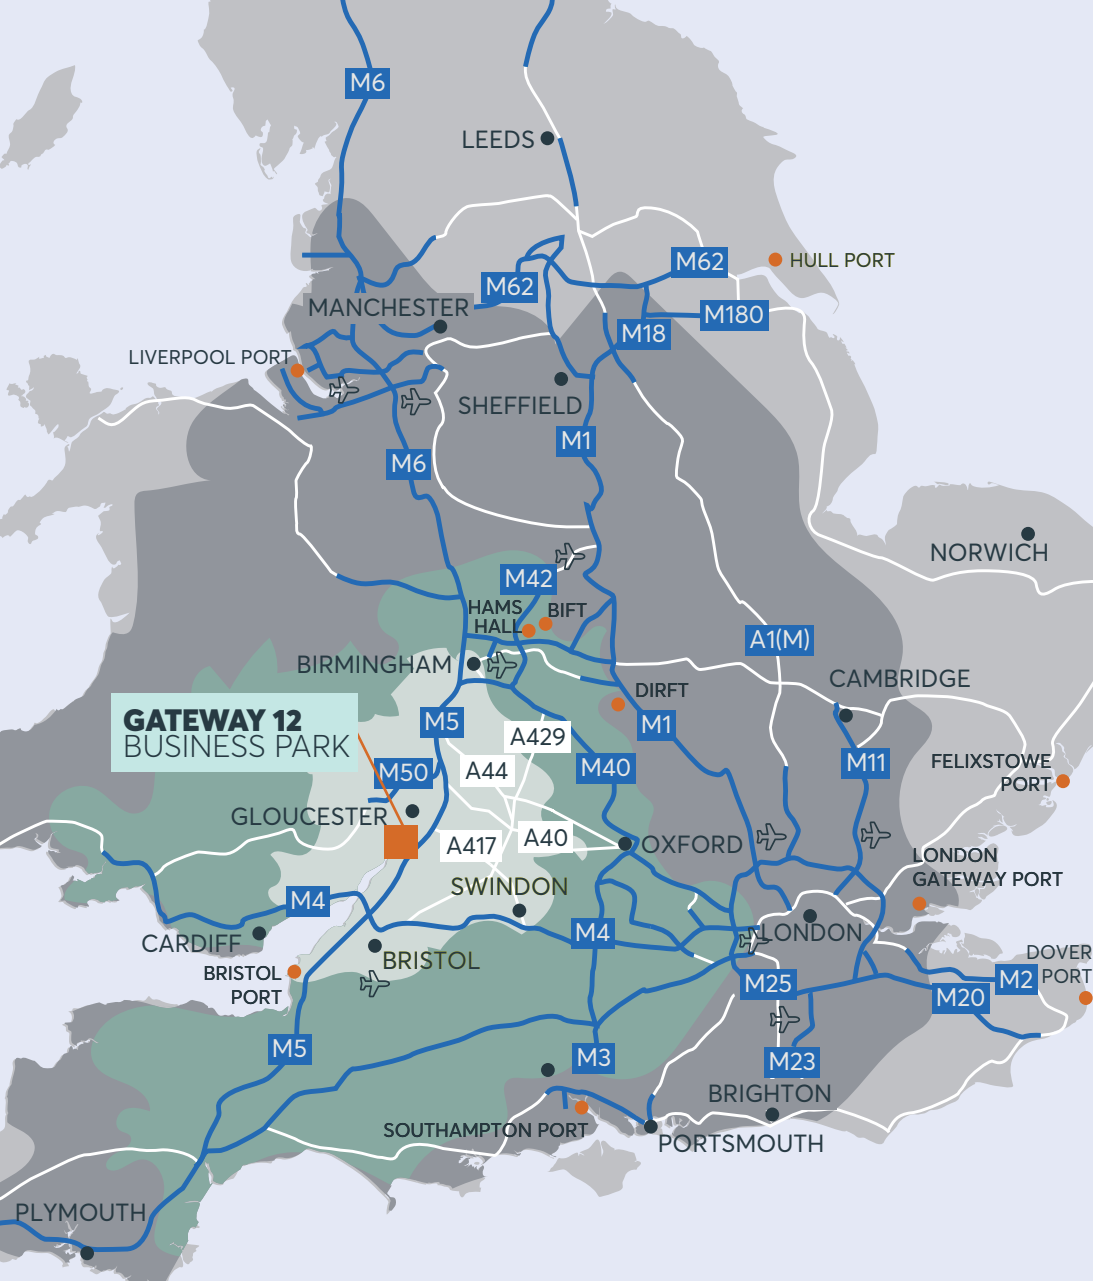 M6
LEEDS
M62
HULL PORT
M62
MANCHESTER
M180
M18
LIVERPOOL PORT
SHEFFIELD
M1
M6
NORWICH
M42
HAMS
HALL
BIFT
A1(M)
BIRMINGHAM
CAMBRIDGE
DIRFT
GATEWAY 12
BUSINESS PARK
M5
M1
A429
M11
FELIXSTOWE
PORT
M50
A44
M40
GLOUCESTER
A417
A40
OXFORD
LONDON
GATEWAY PORT
SWINDON
M4
CARDIFF
M4
LONDON
BRISTOL
DOVER
PORT
BRISTOL
PORT
M25
M2
M20
M5
M3
M23
BRIGHTON
SOUTHAMPTON PORT
PORTSMOUTH
PLYMOUTH